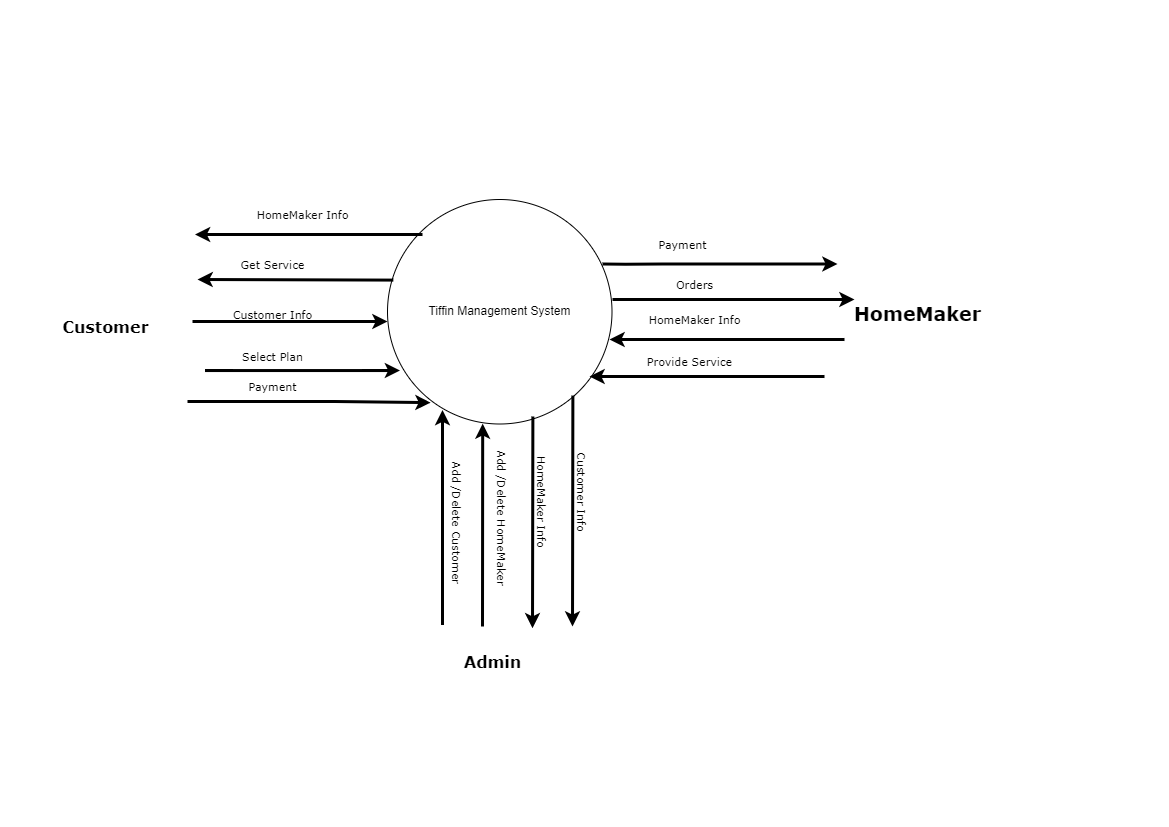 HomeMaker Info
Get Service
Customer Info
Customer
Select Plan
Payment
Tiffin Management System
Payment
Orders
HomeMaker Info
HomeMaker
Provide Service
Add /Delete Customer
Add /Delete HomeMaker
HomeMaker Info
Customer Info
Admin